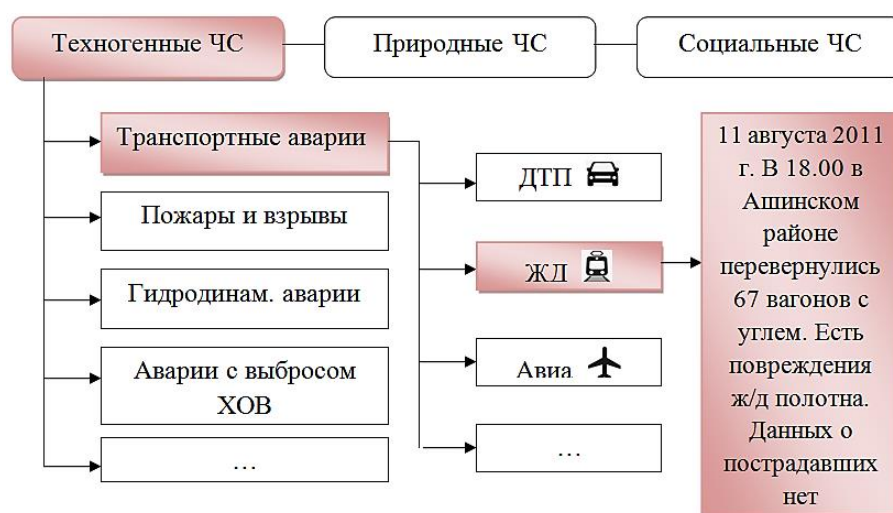 Техногенные ЧС
Природные ЧС
Социальные ЧС
Транспортные аварии
Пожары и взрывы
Гидродинам. аварии
Аварии с выбросом
ХОВ
…
ДТП
ЖД
Авиа
…
11 августа 2011
г. В 18.00 в
Ашинском
районе
перевернулись
67 вагонов с
углем. Есть
повреждения
ж/д полотна.
Данных о
пострадавших
нет